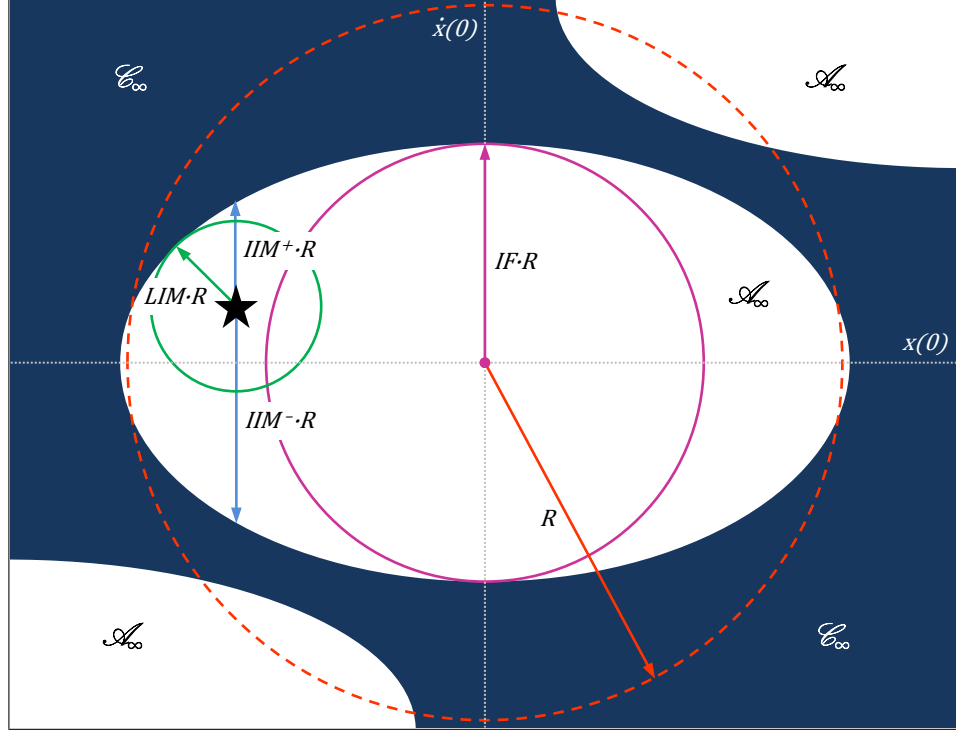 ẋ(0)
𝒞∞
𝒜∞
IIM⁺·R
IF·R
LIM·R
𝒜∞
x(0)
IIM⁻·R
R
𝒜∞
𝒞∞